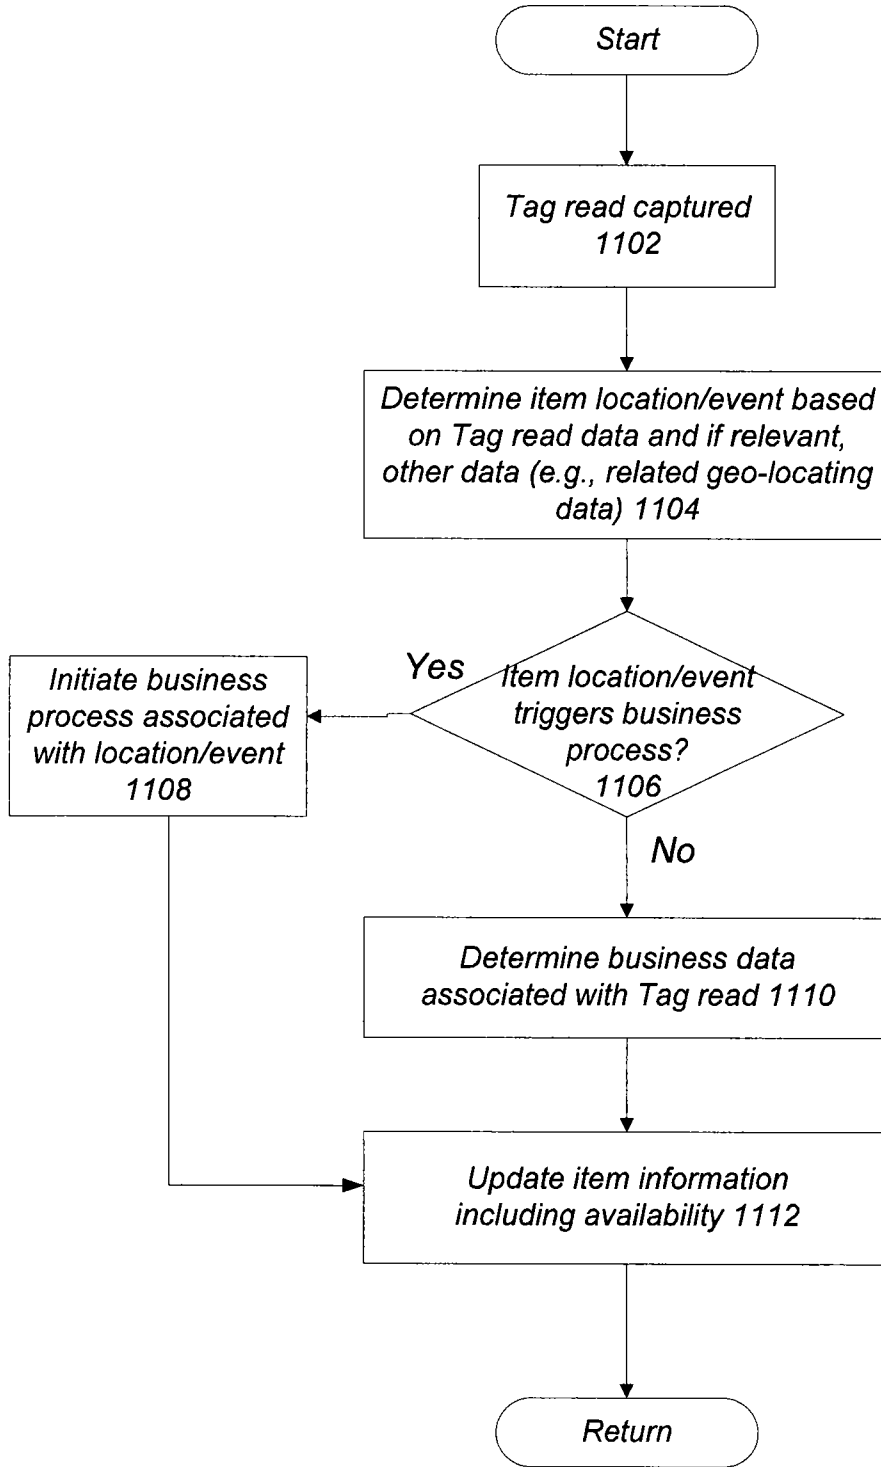 Start
Tag read captured
1102
Determine item location/event based
on Tag read data and if relevant,
other data (e.g., related geo-locating
data) 1104
Yes
Item location/event
triggers business
process?
1106
Initiate business
process associated
with location/event
1108
No
Determine business data
associated with Tag read 1110
Update item information
including availability 1112
Return